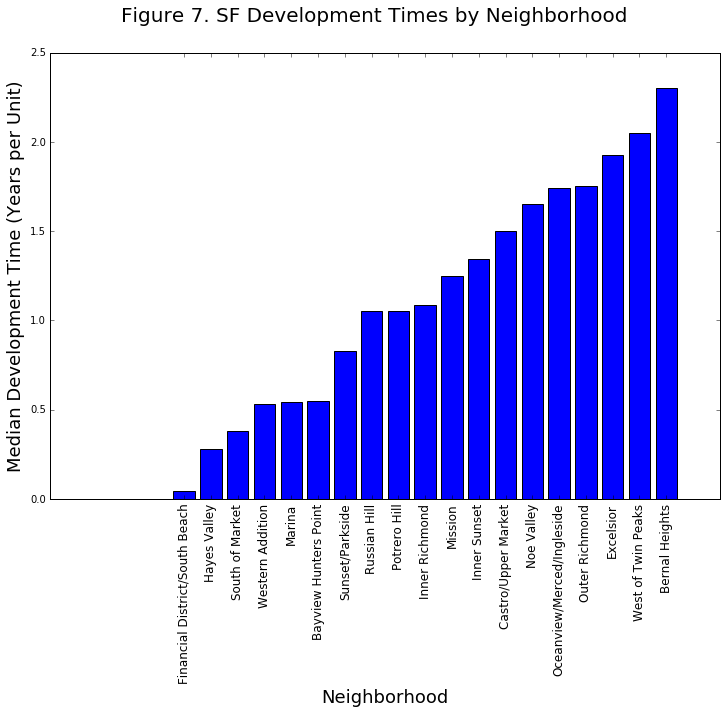 Figure 7. SF Development Times by Neighborhood
Median Development Time (Years per Unit)
2.5
2.0
1.5
1.0
0.5
0.0
Financial District/South Beach
Hayes Valley
South of Market
Western Addition
Marina
Bayview Hunters Point
Sunset/Parkside
Russian Hill
Potrero Hill
Inner Richmond
Mission
Inner Sunset
Castro/Upper Market
Noe Valley
Oceanview/Merced/Ingleside
Outer Richmond
Excelsior
West of Twin Peaks
Bernal Heights
Neighborhood